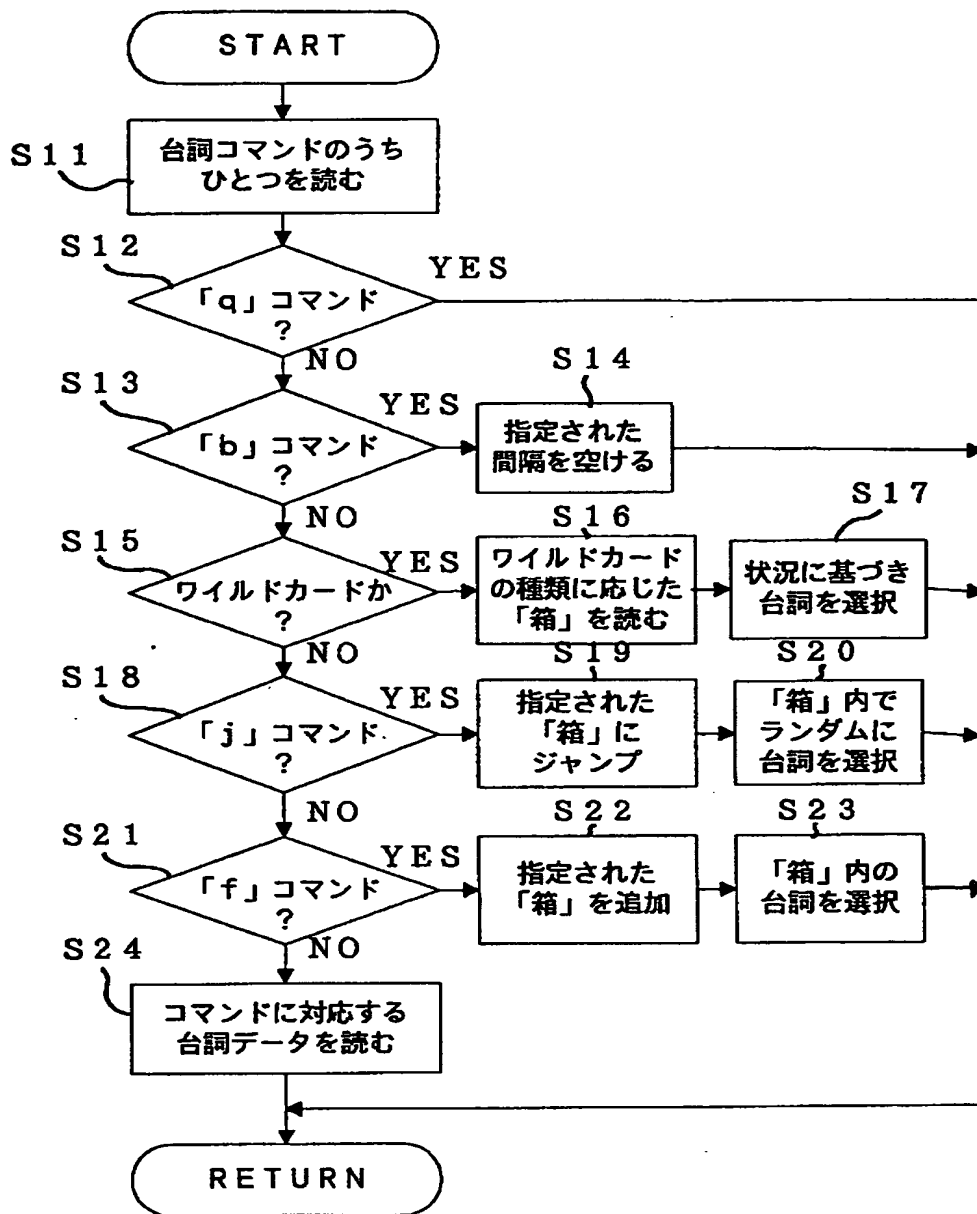 START
S11
台詞コマンドのうち
ひとつを読む
S12
「q」コマンド
?
YES
NO
S13
「b」コマンド
?
YES
S14
指定された
間隔を空ける
NO
S15
ワイルドカードか
?
YES
S16
ワイルドカード
の種類に応じた
「箱」を読む
S17
状況に基づき
台詞を選択
NO
S18
「j」コマンド
?
YES
S19
指定された
「箱」に
ジャンプ
S20
「箱」内で
ランダムに
台詞を選択
NO
S21
「f」コマンド
?
YES
S22
指定された
「箱」を追加
S23
「箱」内の
台詞を選択
NO
S24
コマンドに対応する
台詞データを読む
RETURN